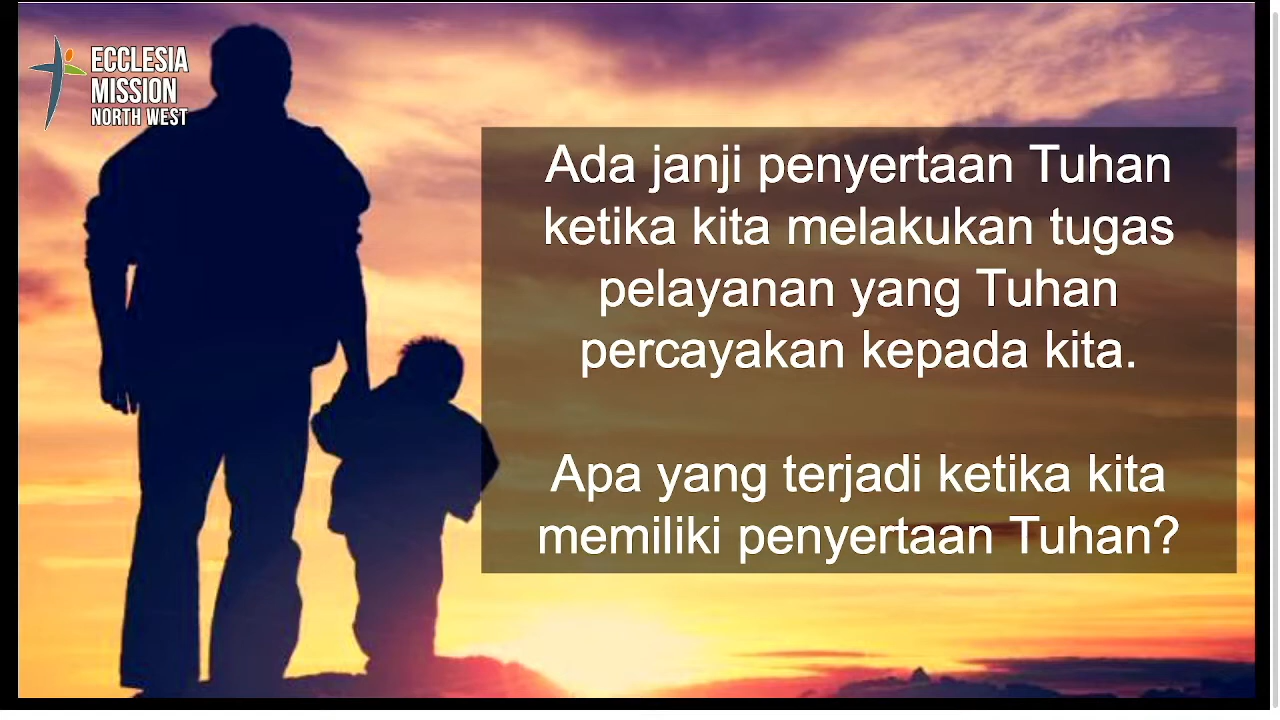 ECCLESIA
MISSION
NORTH WEST
Ada janji penyertaan Tuhan
ketika kita melakukan tugas
pelayanan yang Tuhan
percayakan kepada kita.
Apa yang terjadi ketika kita
memiliki penyertaan Tuhan?